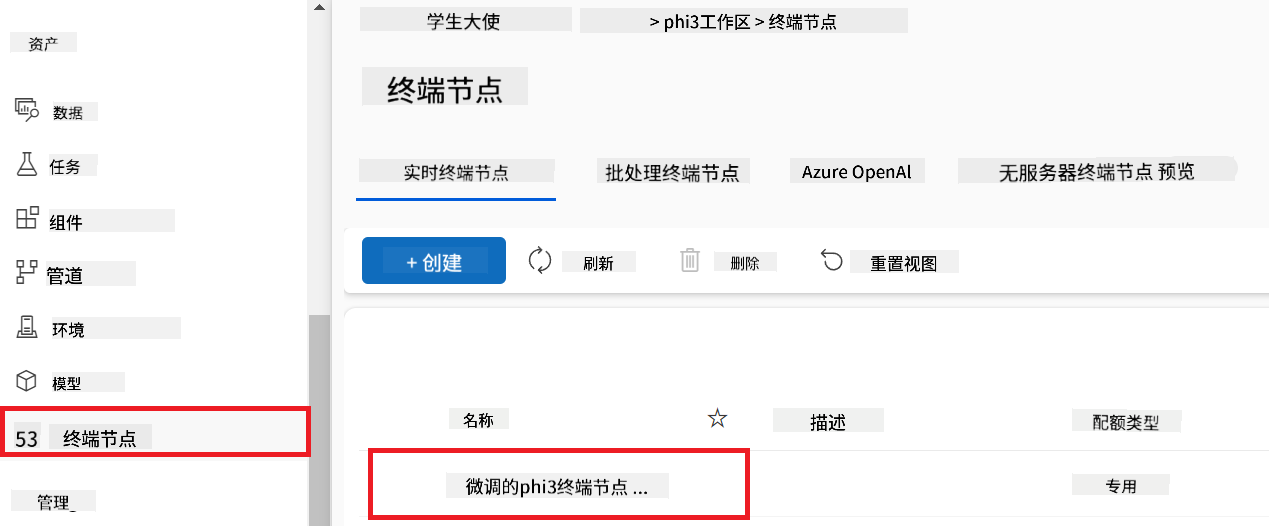 资产
数据
任务
组件
管道
环境
模型
53 终端节点
管理
学生大使 > phi3工作区 > 终端节点
终端节点
实时终端节点 批处理终端节点 Azure OpenAl 无服务器终端节点 预览
+ 创建 刷新 删除 重置视图
名称 描述 配额类型
微调的phi3终端节点 ... 专用